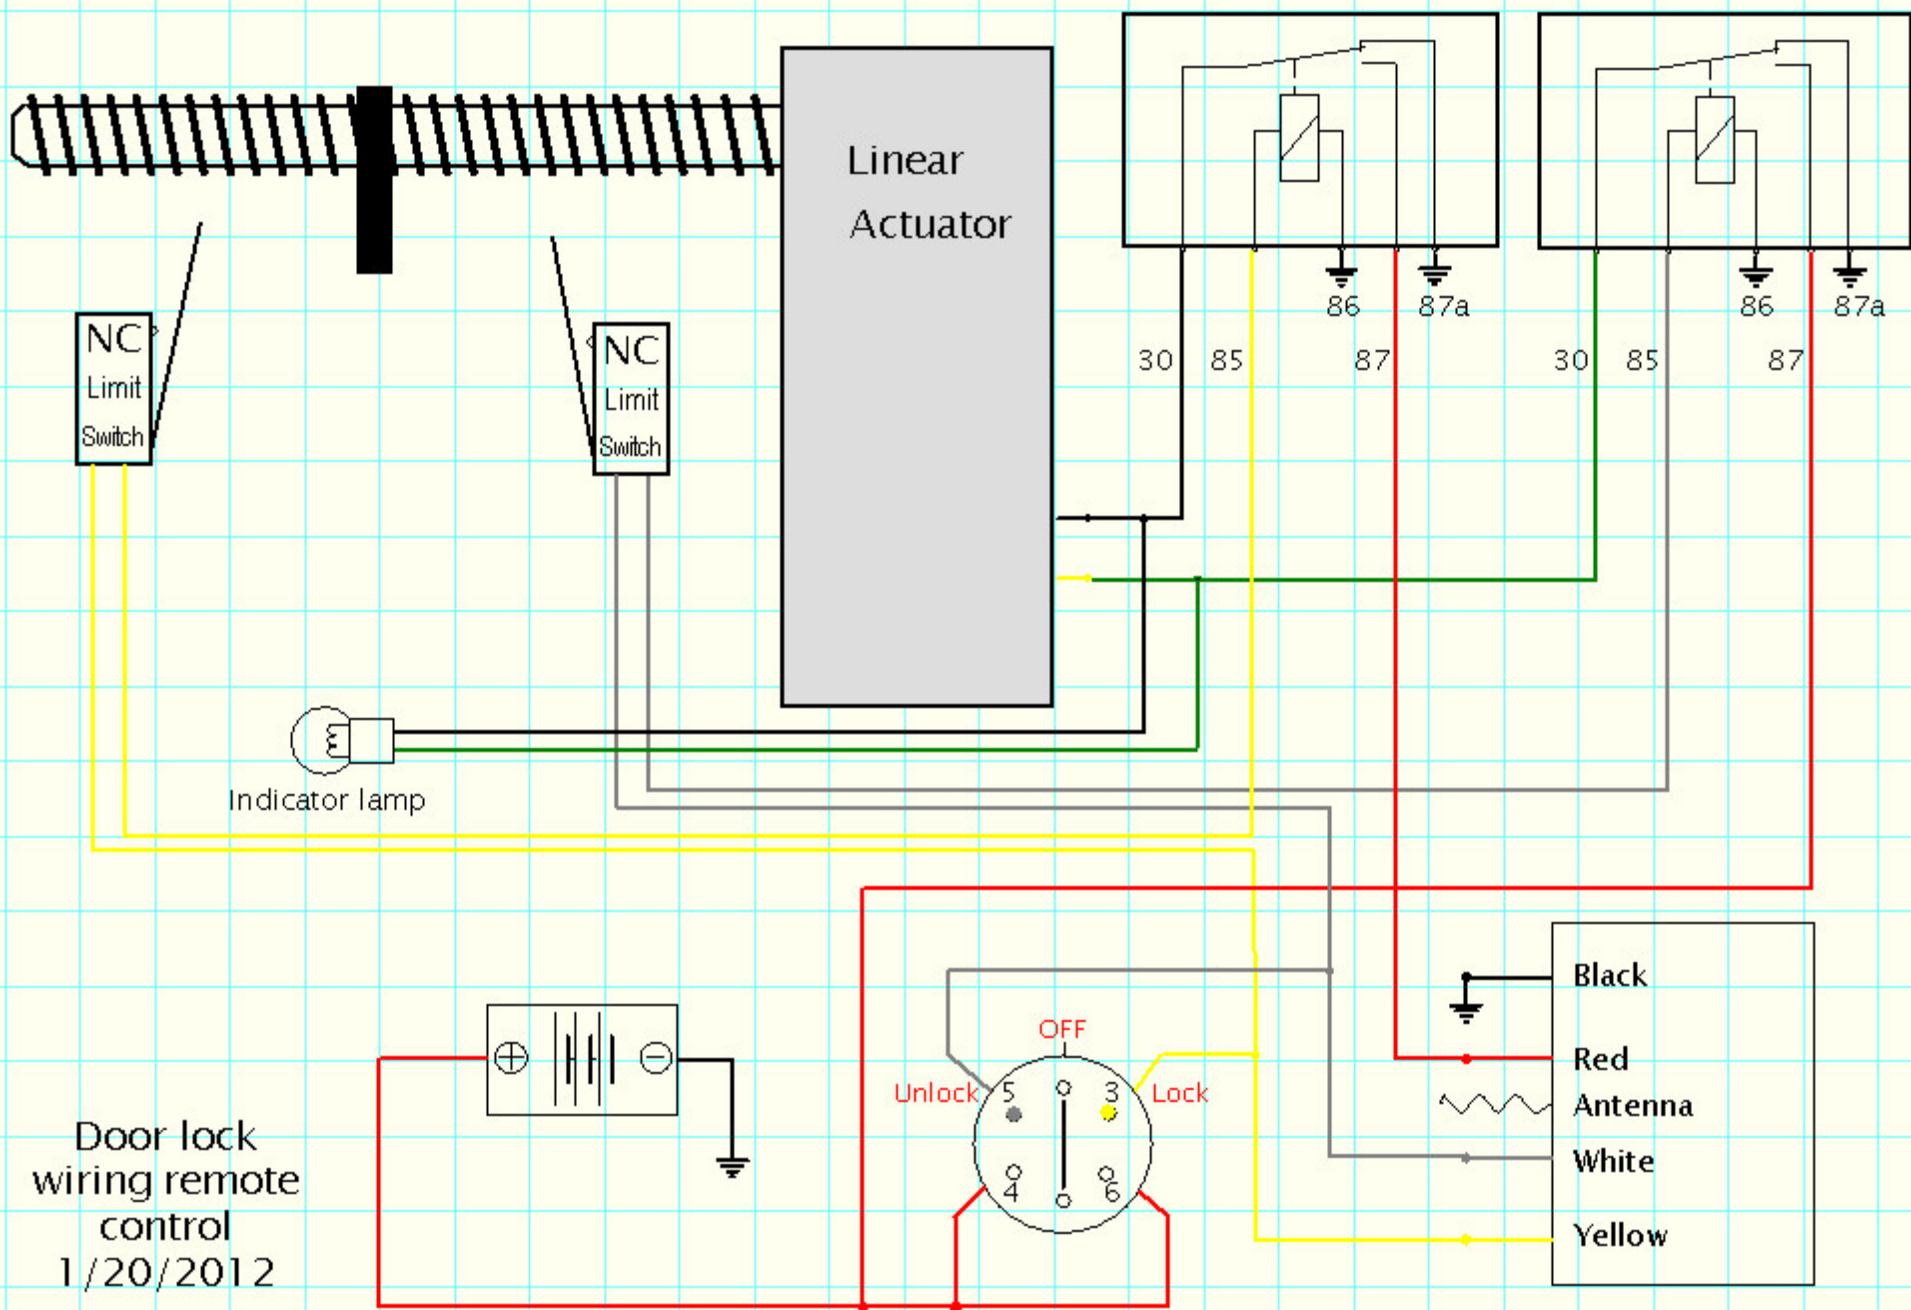 Linear
Actuator
NC
Limit
Switch
NC
Limit
Switch
86
87a
30
85
87
86
87a
30
85
87
Indicator lamp
Door lock
wiring remote
control
1/20/2012
OFF
Unlock
5
3
Lock
4
6
Black
Red
Antenna
White
Yellow